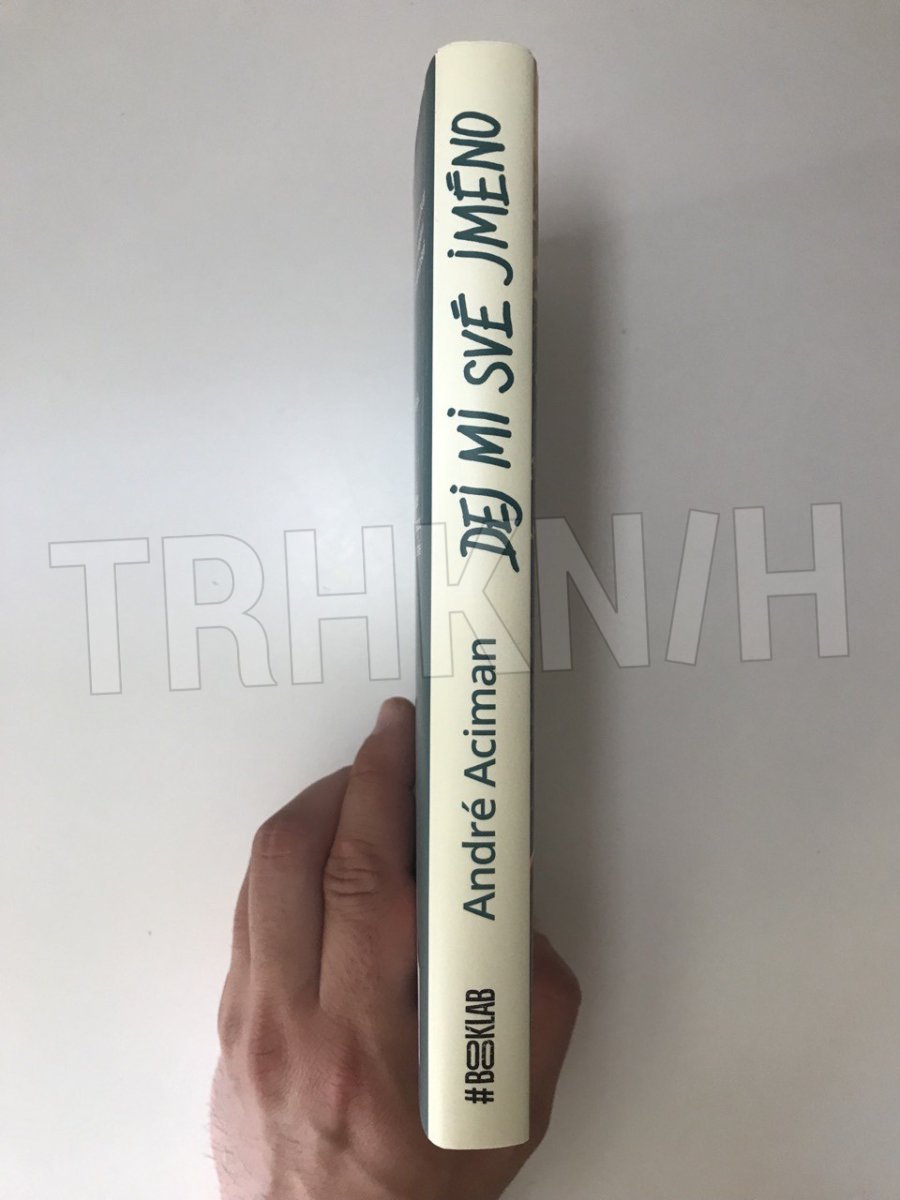 DEJ MI SVÉ JMÉNO
André Aciman
#BOOKLAB
TRHKNIH